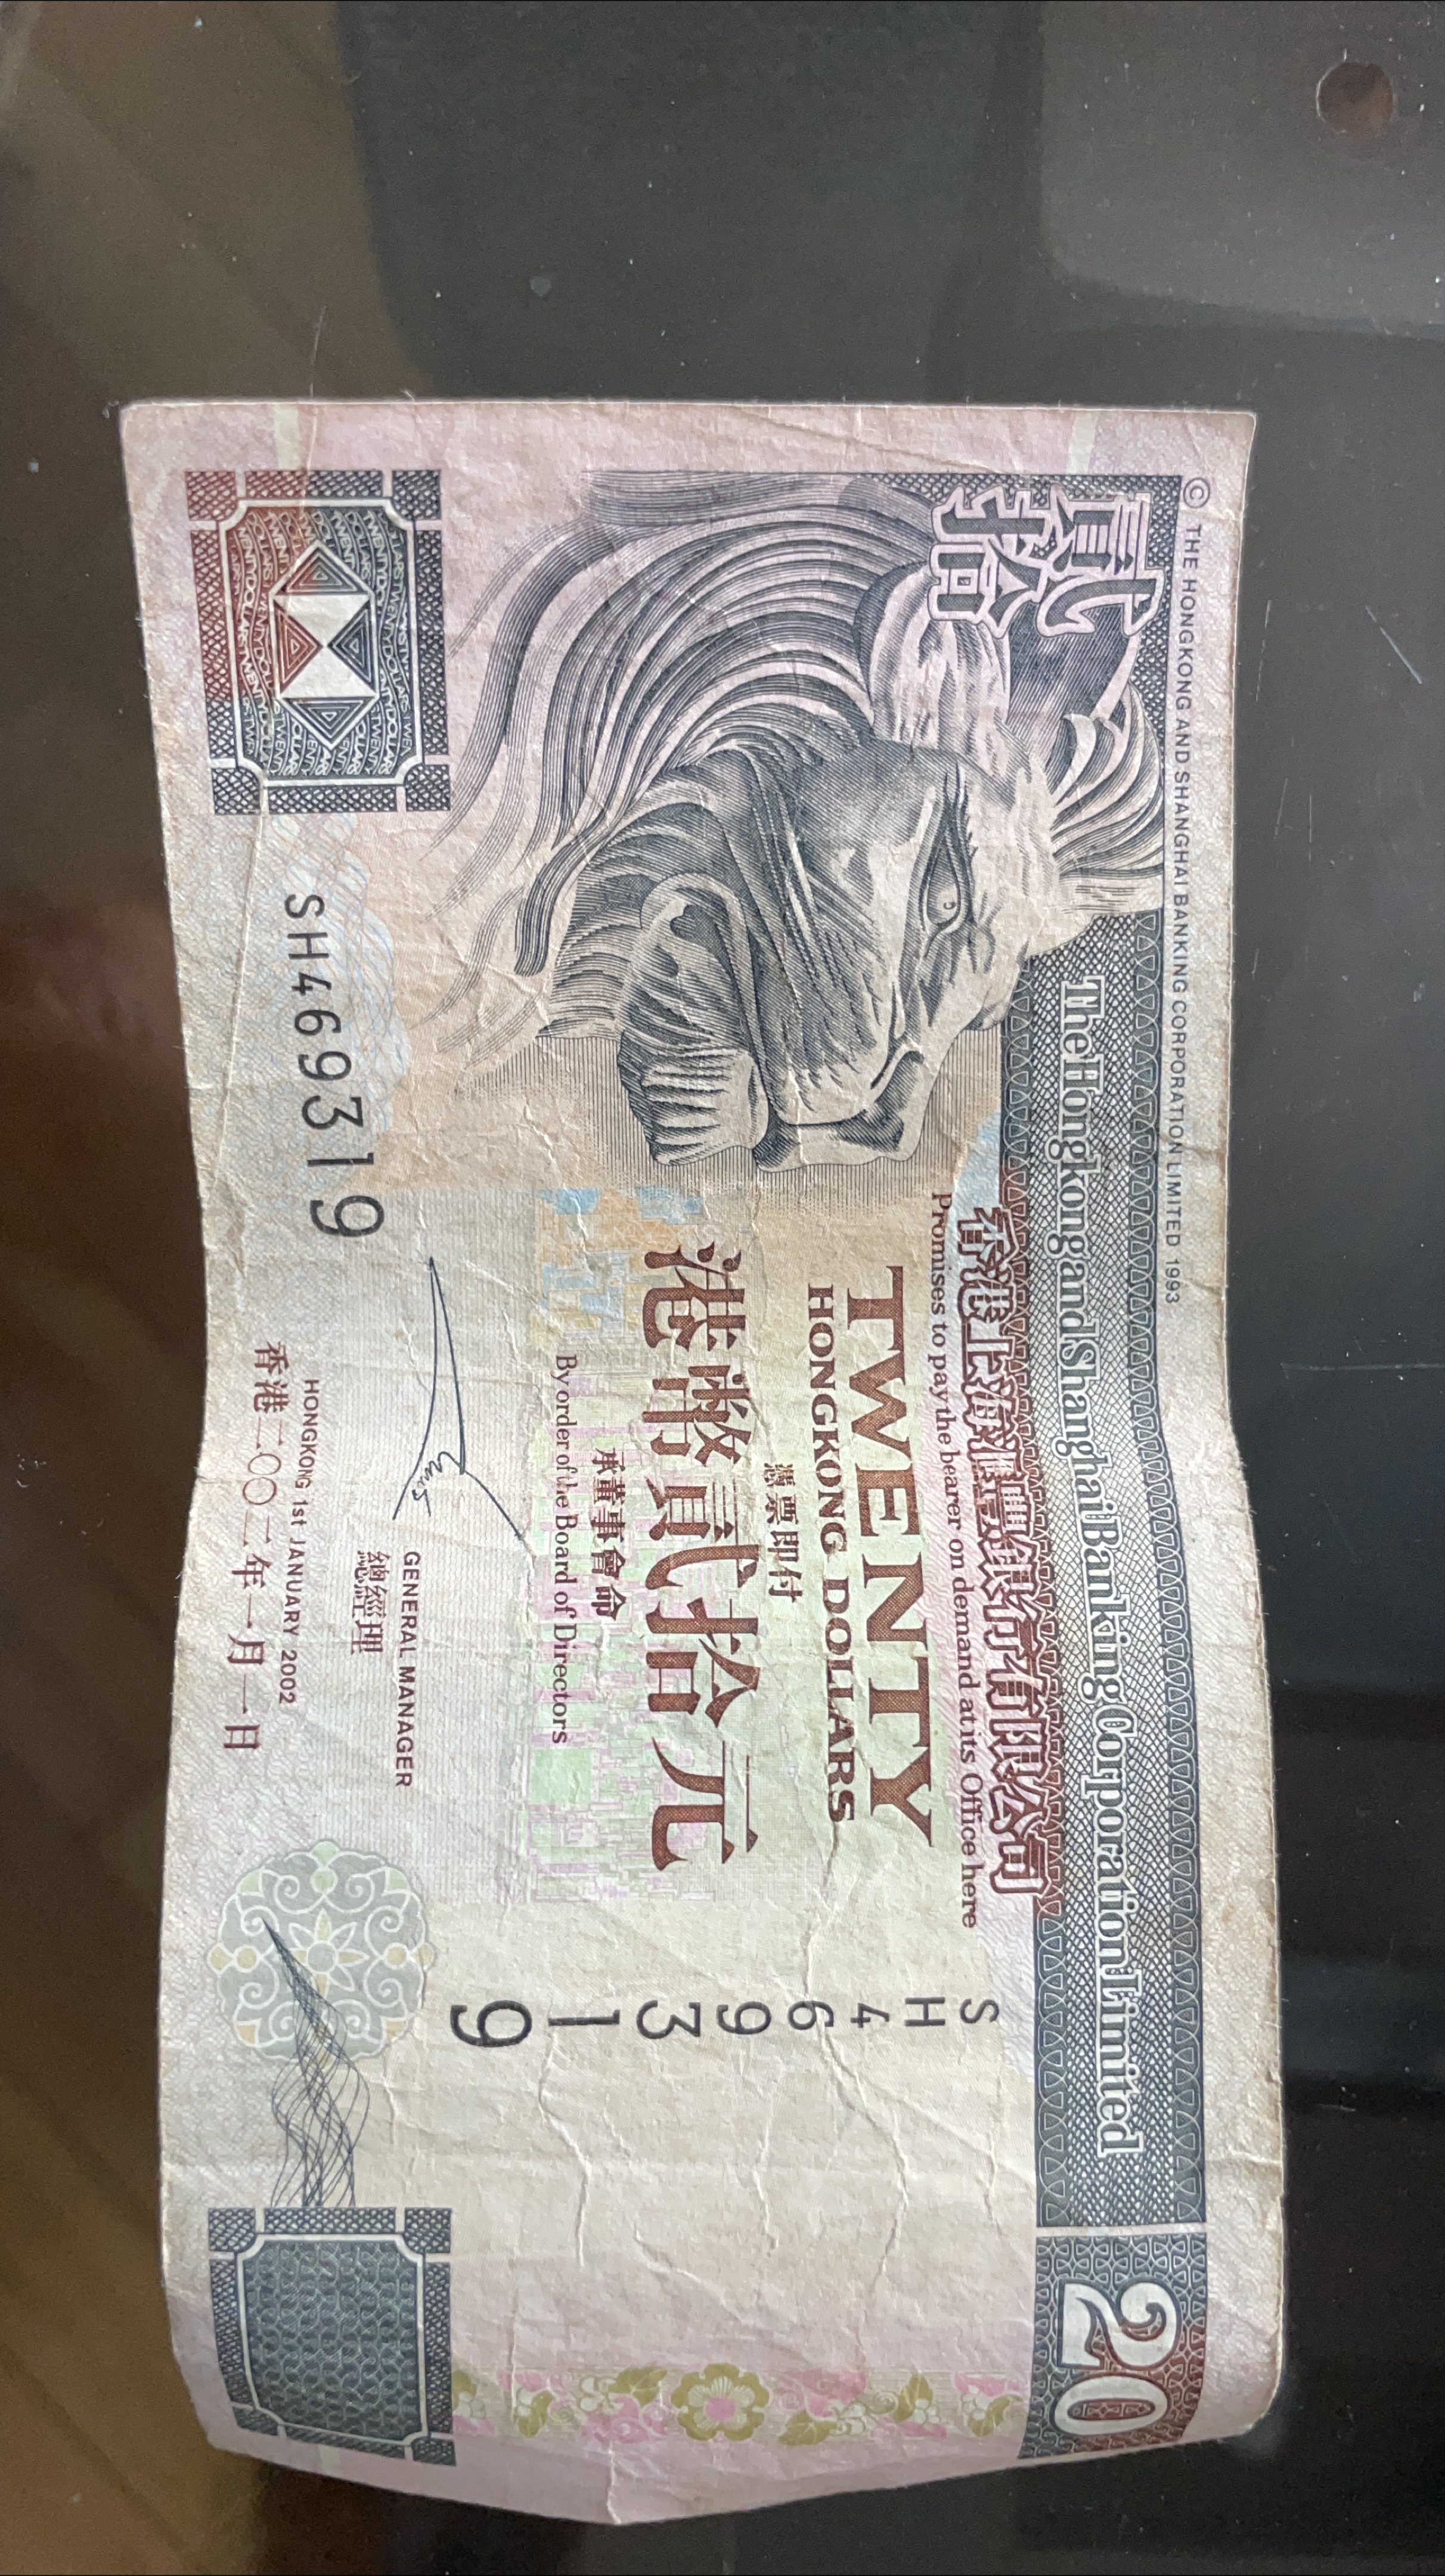 © THE HONGKONG AND SHANGHAI BANKING CORPORATION LIMITED 1993
貳拾
The Hongkong and Shanghai Banking Corporation Limited
20
香港上海滙豐銀行有限公司
Promises to pay the bearer on demand at its Office here
TWENTY
HONGKONG DOLLARS
憑票即付
港幣貳拾元
承董事會命
By order of the Board of Directors
SH469319
SH469319
GENERAL MANAGER
總經理
HONGKONG 1st JANUARY 2002
香港二〇〇二年一月一日